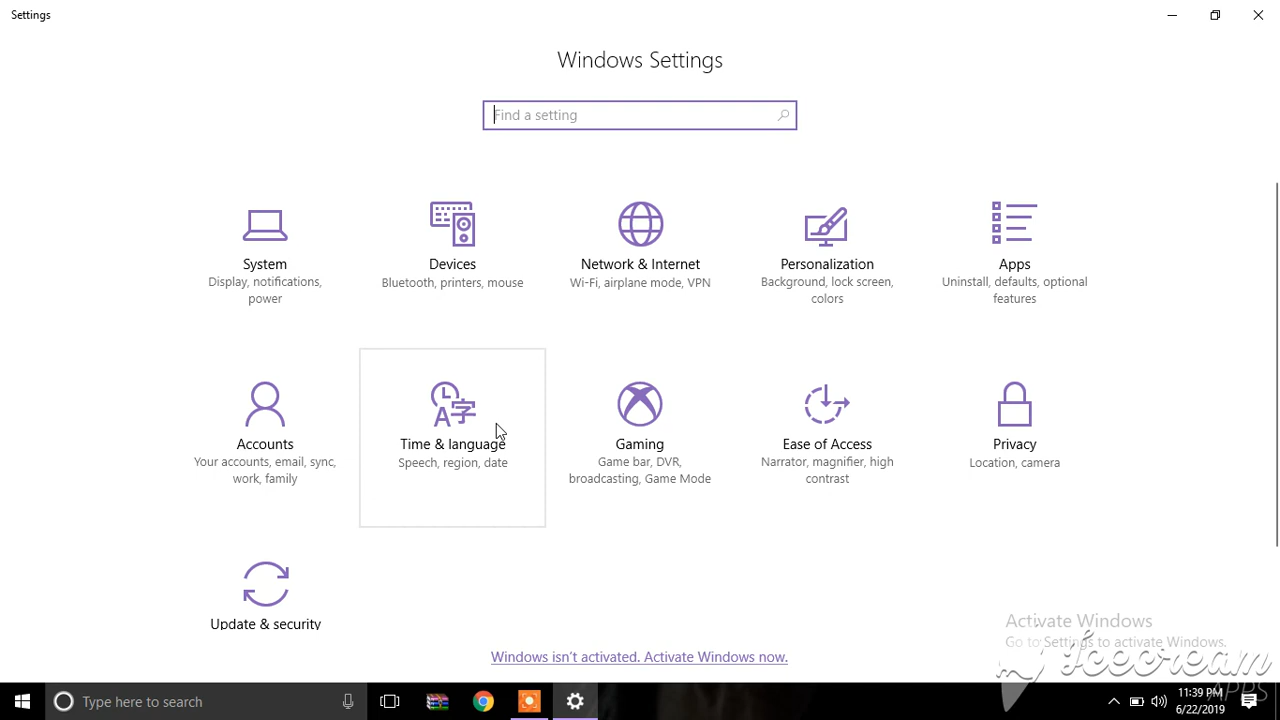 Settings
Windows Settings
Find a setting
System
Display, notifications,
power
Devices
Bluetooth, printers, mouse
Network & Internet
Wi-Fi, airplane mode, VPN
Personalization
Background, lock screen,
colors
Apps
Uninstall, defaults, optional
features
Accounts
Your accounts, email, sync,
work, family
Time & language
Speech, region, date
Gaming
Game bar, DVR,
broadcasting, Game Mode
Ease of Access
Narrator, magnifier, high
contrast
Privacy
Location, camera
Update & security
Activate Windows
Go to Settings to activate Windows.
Windows isn't activated. Activate Windows now.
Icecream
APPS
Type here to search
11:39 PM
6/22/2019